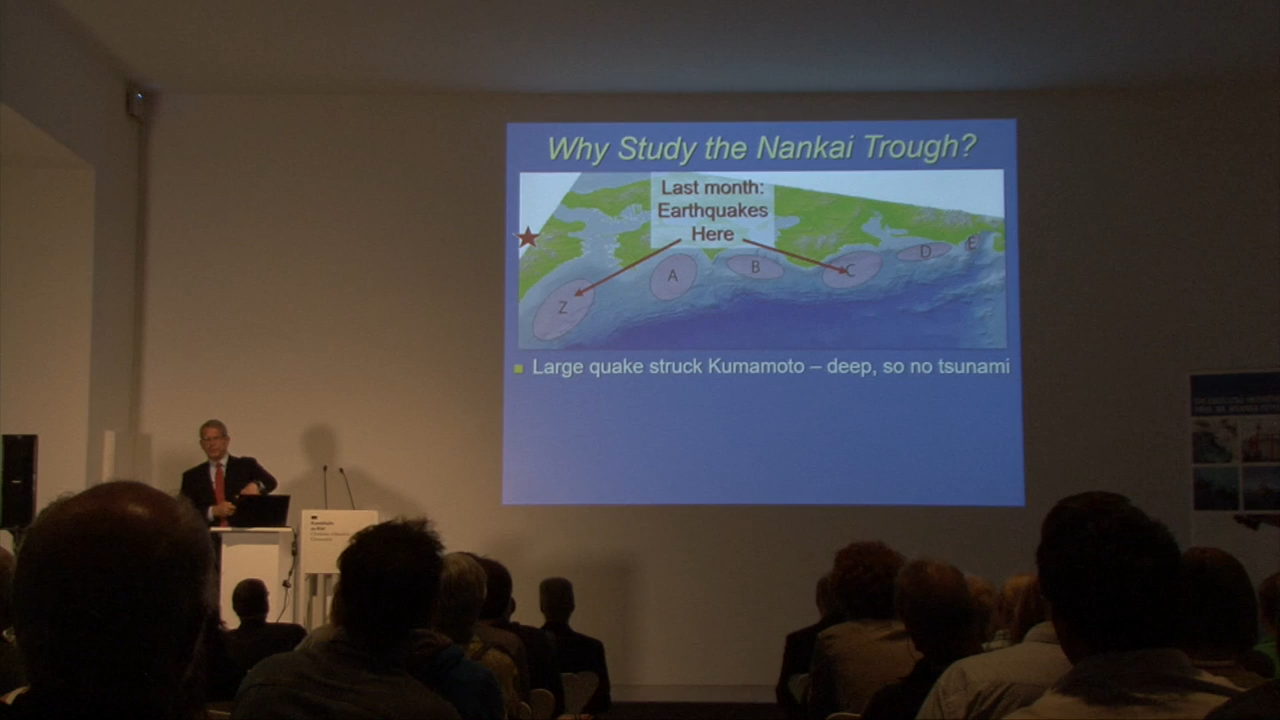 Why Study the Nankai Trough?
Last month:
Earthquakes
Here
Z
A
B
C
D
E
Large quake struck Kumamoto – deep, so no tsunami